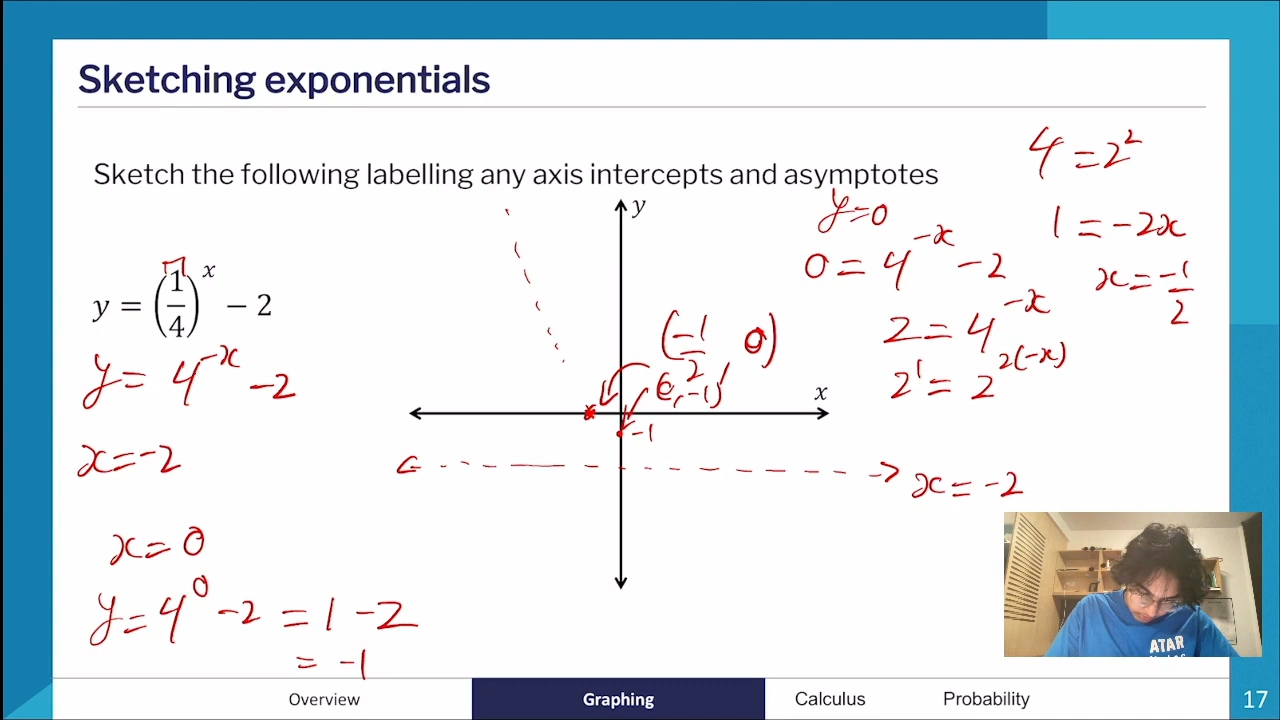 Sketching exponentials
Sketch the following labelling any axis intercepts and asymptotes
y = (1/4)^x − 2
y = 4^-x -2
x = -2
x = 0
y = 4^0 -2 = 1 -2
= -1
y
x
(-1/2, 0)
(0, -1)
-1
x = -2
y=0
0 = 4^-x -2
2 = 4^-x
2^1 = 2^2(-x)
4 = 2^2
1 = -2x
x = -1/2
ATAR
Overview
Graphing
Calculus
Probability
17